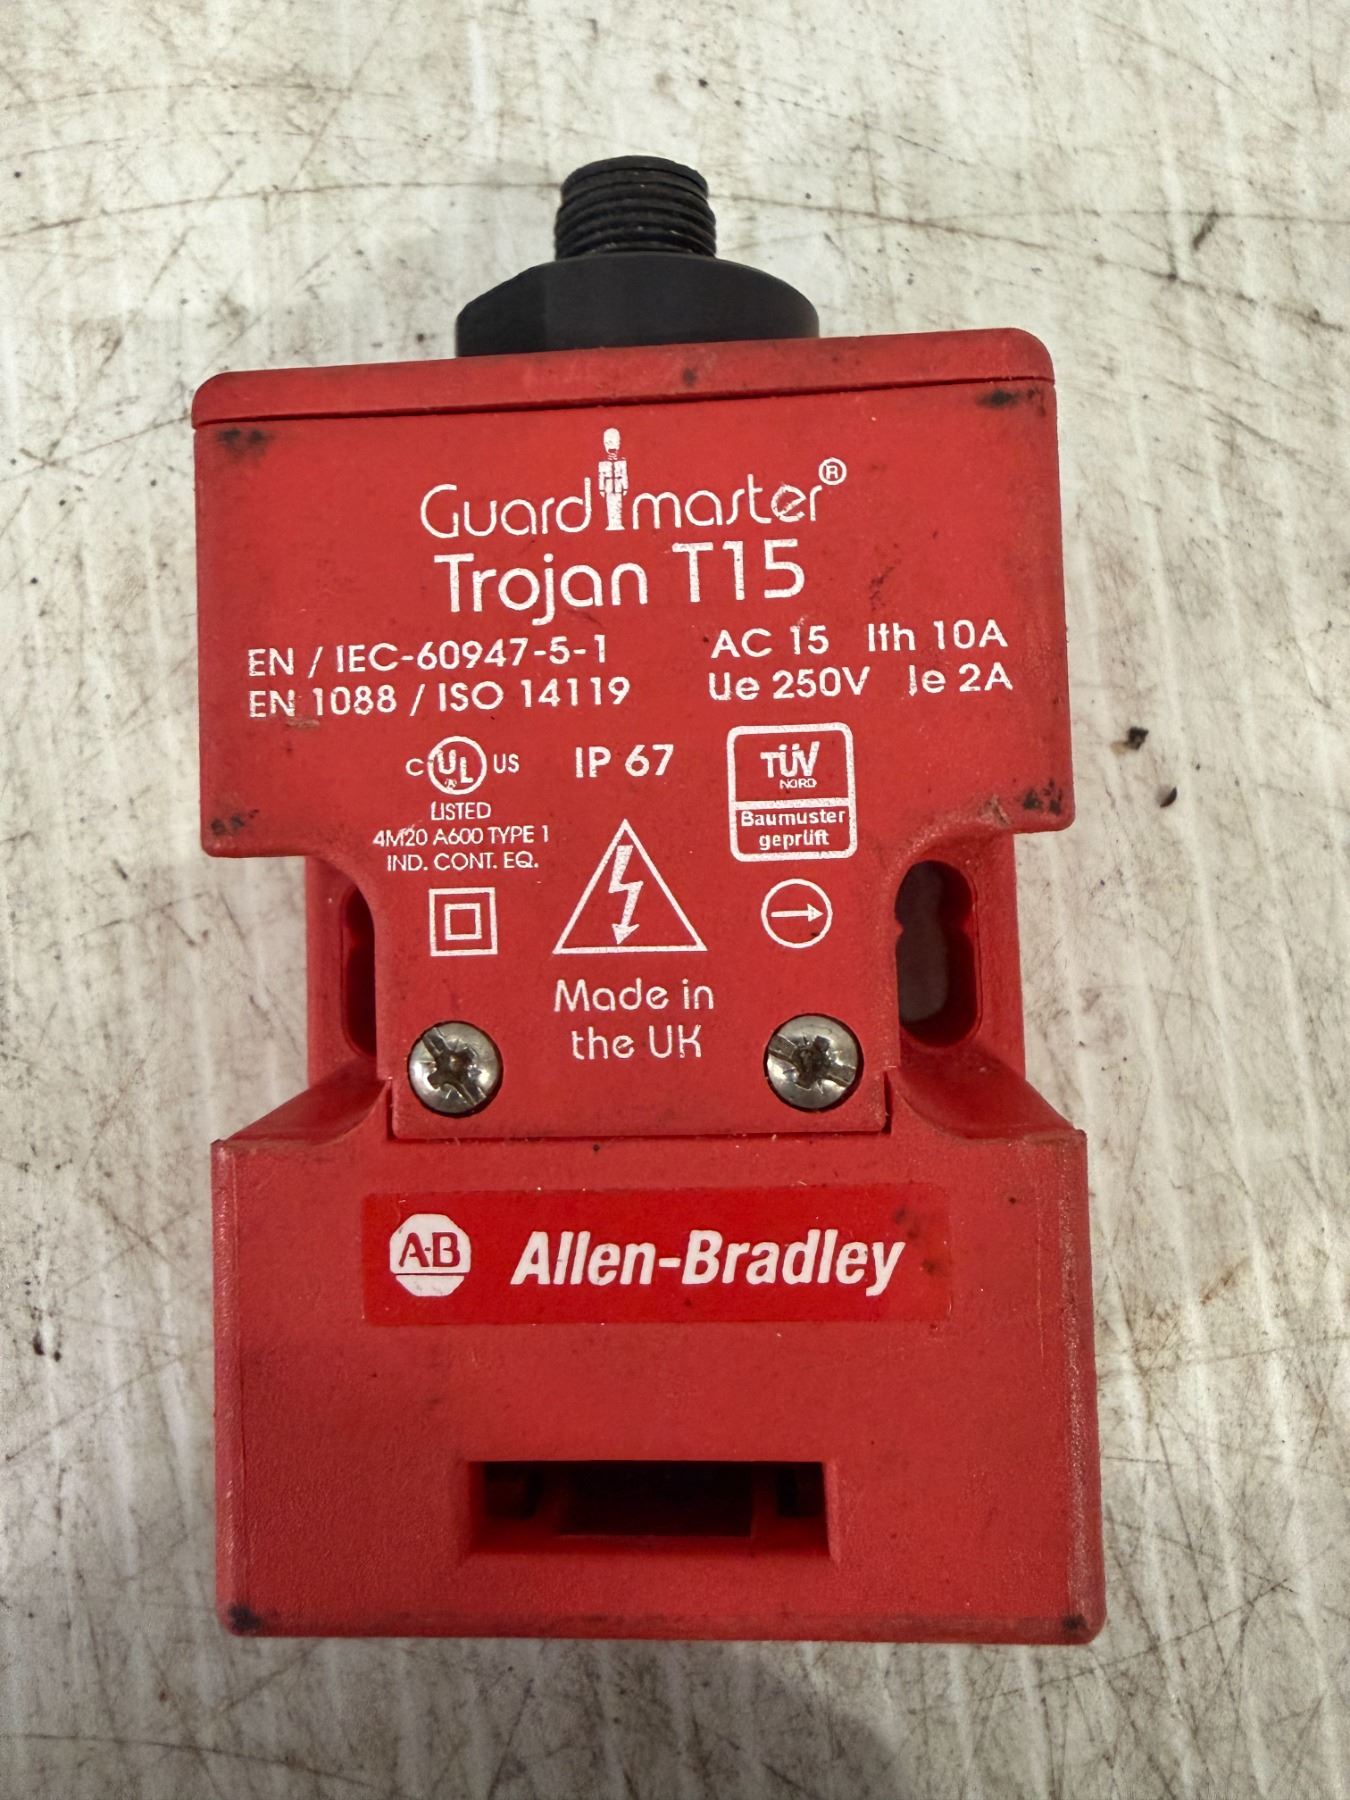 Guardmaster®
Trojan T15
EN / IEC-60947-5-1 AC 15 Ith 10A
EN 1088 / ISO 14119 Ue 250V Ie 2A
C UL US IP 67 TÜV
NORD
LISTED
Baumuster
geprüft
4M20 A600 TYPE 1
IND. CONT. EQ.
Made in
the UK
A-B Allen-Bradley